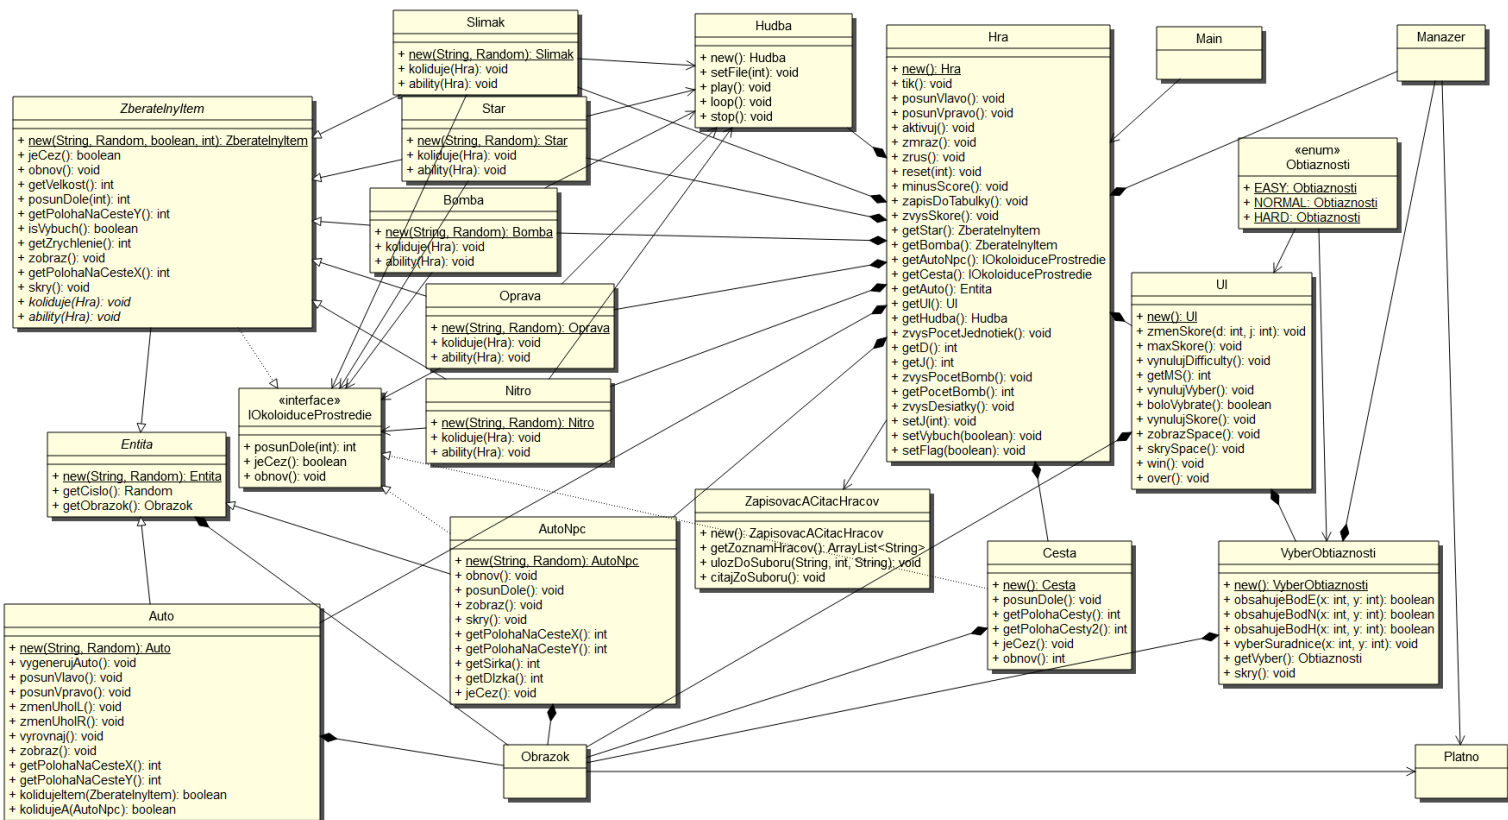 Slimak
+ new(String, Random): Slimak
+ koliduje(Hra): void
+ ability(Hra): void
Hudba
+ new(): Hudba
+ setFile(int): void
+ play(): void
+ loop(): void
+ stop(): void
Hra
+ new(): Hra
+ tik(): void
+ posunVlavo(): void
+ posunVpravo(): void
+ aktivuj(): void
+ zmraz(): void
+ zrus(): void
+ reset(int): void
+ minusScore(): void
+ zapisDoTabulky(): void
+ zvysSkore(): void
+ getStar(): ZberatelnyItem
+ getBomba(): ZberatelnyItem
+ getAutoNpc(): IOkoloiduceProstredie
+ getCesta(): IOkoloiduceProstredie
+ getAuto(): Entita
+ getUI(): UI
+ getHudba(): Hudba
+ zvysPocetJednotiek(): void
+ getD(): int
+ getJ(): int
+ zvysPocetBomb(): void
+ getPocetBomb(): int
+ zvysDesiatky(): void
+ setJ(int): void
+ setVybuch(boolean): void
+ setFlag(boolean): void
Main
Manazer
ZberatelnyItem
+ new(String, Random, boolean, int): ZberatelnyItem
+ jeCez(): boolean
+ obnov(): void
+ getVelkost(): int
+ posunDole(int): int
+ getPolohaNaCesteY(): int
+ isVybuch(): boolean
+ getZrychlenie(): int
+ zobraz(): void
+ getPolohaNaCesteX(): int
+ skry(): void
+ koliduje(Hra): void
+ ability(Hra): void
Star
+ new(String, Random): Star
+ koliduje(Hra): void
+ ability(Hra): void
«enum»
Obtiaznosti
+ EASY: Obtiaznosti
+ NORMAL: Obtiaznosti
+ HARD: Obtiaznosti
Bomba
+ new(String, Random): Bomba
+ koliduje(Hra): void
+ ability(Hra): void
UI
+ new(): UI
+ zmenSkore(d: int, j: int): void
+ maxSkore(): void
+ vynulujDifficulty(): void
+ getMS(): int
+ vynulujVyber(): void
+ boloVybrate(): boolean
+ vynulujSkore(): void
+ zobrazSpace(): void
+ skrySpace(): void
+ win(): void
+ over(): void
Oprava
+ new(String, Random): Oprava
+ koliduje(Hra): void
+ ability(Hra): void
Nitro
+ new(String, Random): Nitro
+ koliduje(Hra): void
+ ability(Hra): void
«interface»
IOkoloiduceProstredie
+ posunDole(int): int
+ jeCez(): boolean
+ obnov(): void
Entita
+ new(String, Random): Entita
+ getCislo(): Random
+ getObrazok(): Obrazok
ZapisovacACitacHracov
+ new(): ZapisovacACitacHracov
+ getZoznamHracov(): ArrayList<String>
+ ulozDoSuboru(String, int, String): void
+ citajZoSuboru(): void
AutoNpc
+ new(String, Random): AutoNpc
+ obnov(): void
+ posunDole(): void
+ zobraz(): void
+ skry(): void
+ getPolohaNaCesteX(): int
+ getPolohaNaCesteY(): int
+ getSirka(): int
+ getDlzka(): int
+ jeCez(): void
Cesta
+ new(): Cesta
+ posunDole(): void
+ getPolohaCesty(): int
+ getPolohaCesty2(): int
+ jeCez(): void
+ obnov(): int
VyberObtiaznosti
+ new(): VyberObtiaznosti
+ obsahujeBodE(x: int, y: int): boolean
+ obsahujeBodN(x: int, y: int): boolean
+ obsahujeBodH(x: int, y: int): boolean
+ vyberSuradnice(x: int, y: int): void
+ getVyber(): Obtiaznosti
+ skry(): void
Auto
+ new(String, Random): Auto
+ vygenerujAuto(): void
+ posunVlavo(): void
+ posunVpravo(): void
+ zmenUholL(): void
+ zmenUholR(): void
+ vyrovnaj(): void
+ zobraz(): void
+ getPolohaNaCesteX(): int
+ getPolohaNaCesteY(): int
+ kolidujeItem(ZberatelnyItem): boolean
+ kolidujeA(AutoNpc): boolean
Obrazok
Platno